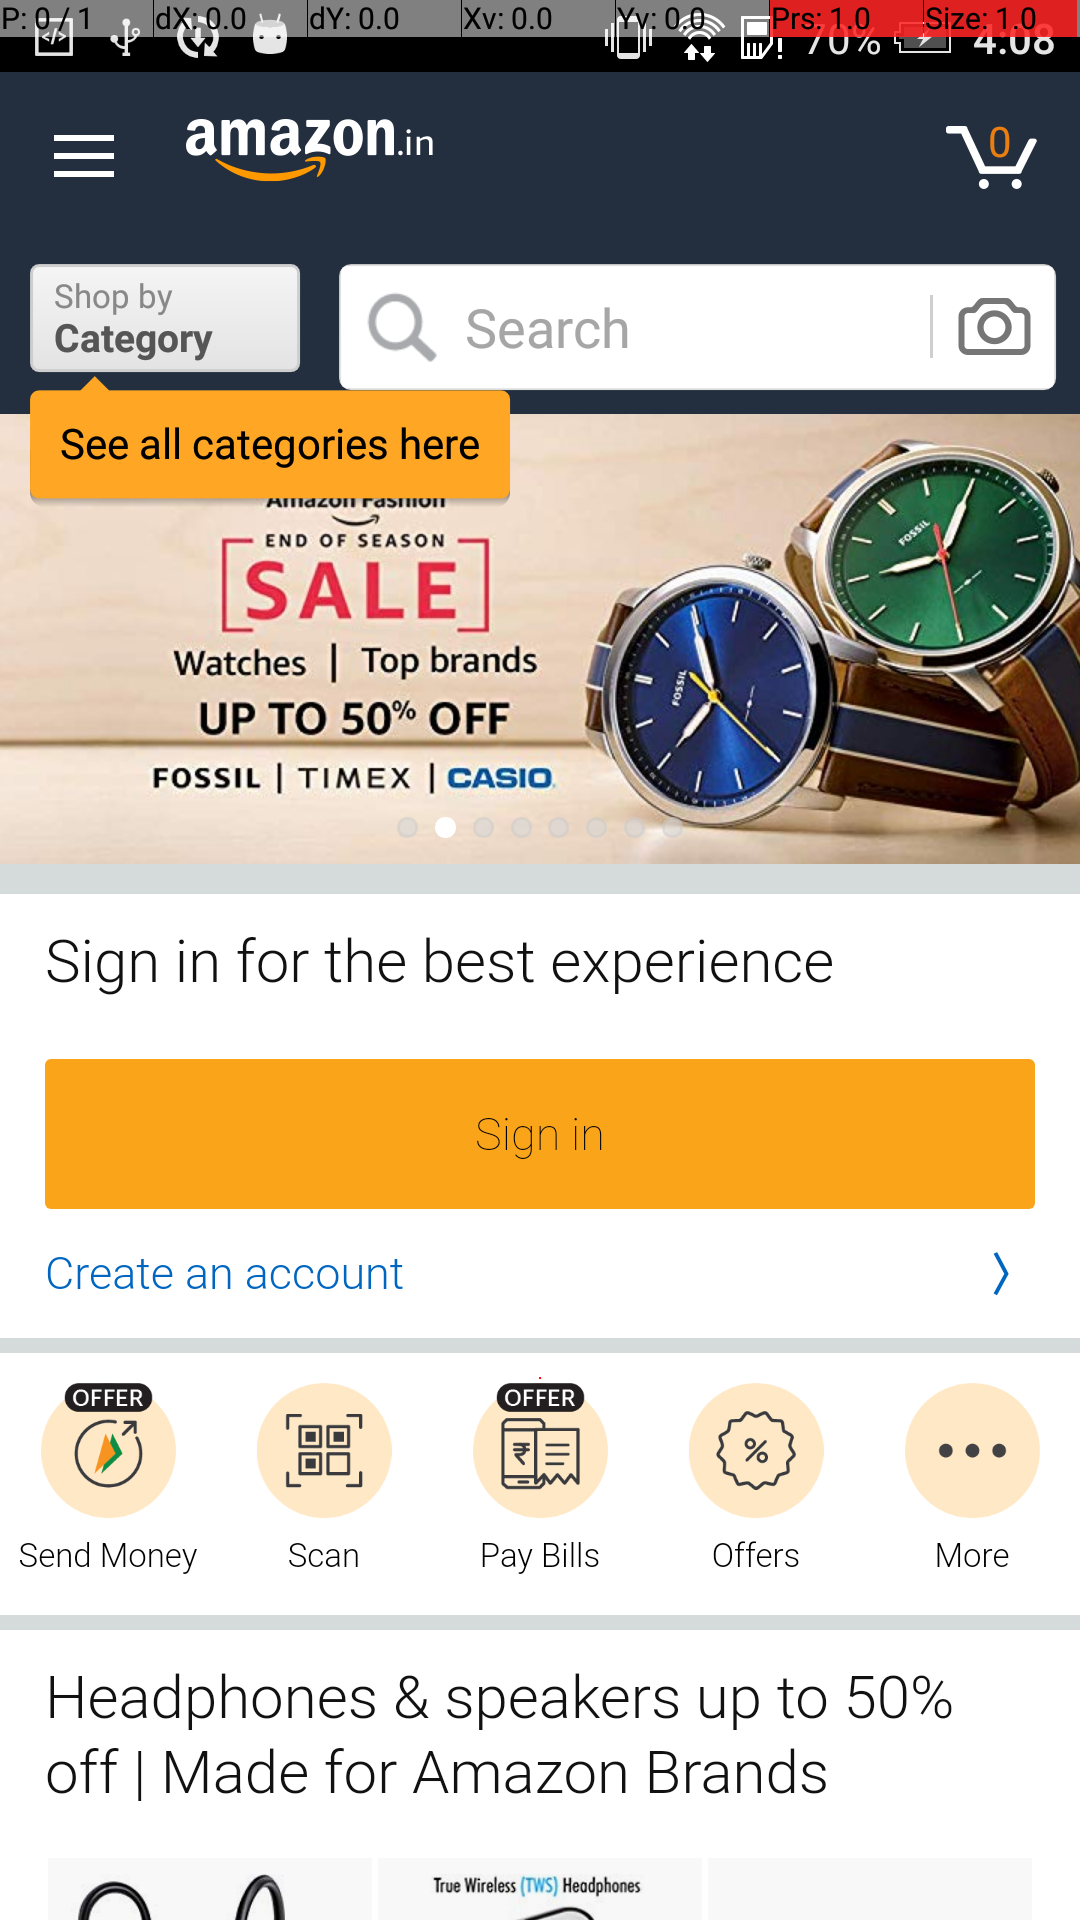 P: 0 / 1 dX: 0.0 dY: 0.0 Xv: 0.0 Yv: 0.0 Prs: 1.0 Size: 1.0
70% 4:08
amazon.in
0
Shop by
Category
Search
See all categories here
Amazon Fashion
END OF SEASON
SALE
Watches | Top brands
UP TO 50% OFF
FOSSIL | TIMEX | CASIO
FOSSIL
FOSSIL
Sign in for the best experience
Sign in
Create an account
OFFER
OFFER
Send Money
Scan
Pay Bills
Offers
More
Headphones & speakers up to 50%
off | Made for Amazon Brands
True Wireless (TWS) Headphones